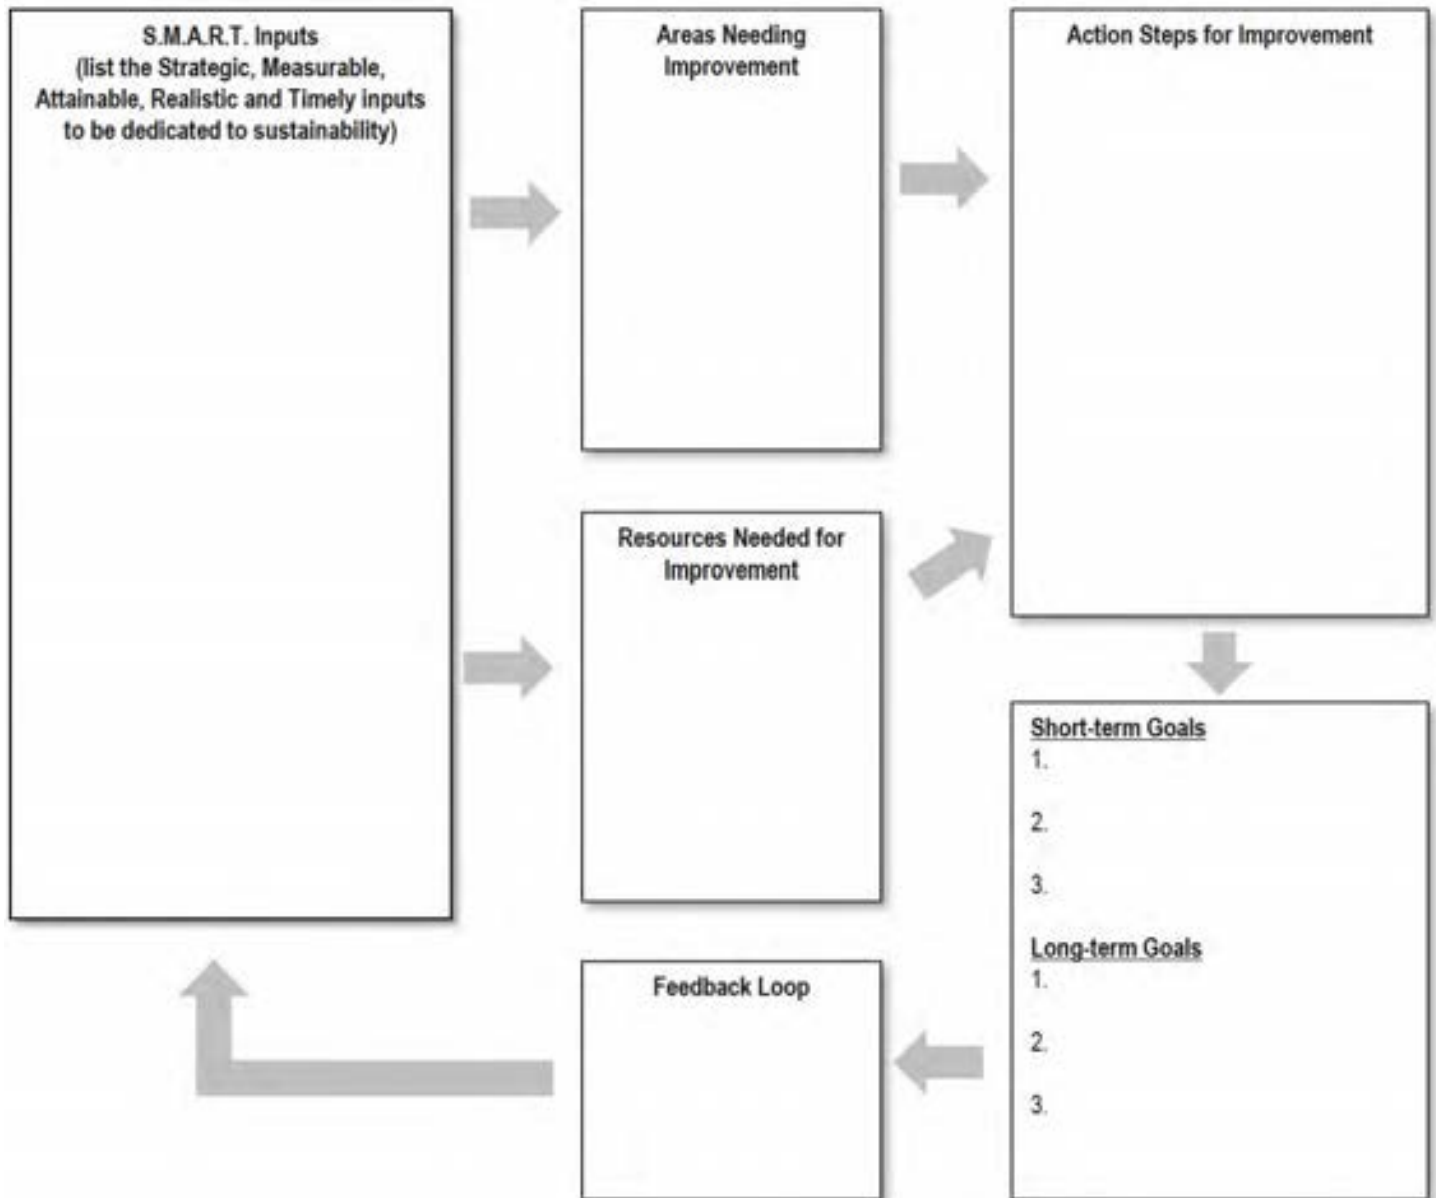 S.M.A.R.T. Inputs
(list the Strategic, Measurable,
Attainable, Realistic and Timely inputs
to be dedicated to sustainability)
Areas Needing
Improvement
Action Steps for Improvement
Resources Needed for
Improvement
Short-term Goals
1.
2.
3.
Long-term Goals
1.
2.
3.
Feedback Loop